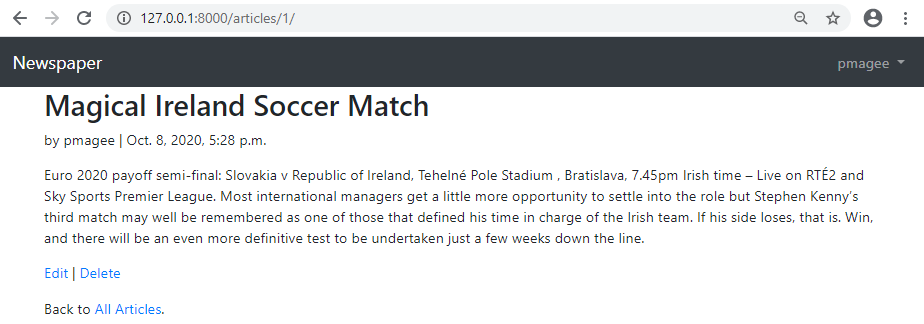 127.0.0.1:8000/articles/1/
Newspaper
pmagee
Magical Ireland Soccer Match
by pmagee | Oct. 8, 2020, 5:28 p.m.
Euro 2020 payoff semi-final: Slovakia v Republic of Ireland, Tehelné Pole Stadium , Bratislava, 7.45pm Irish time – Live on RTÉ2 and
Sky Sports Premier League. Most international managers get a little more opportunity to settle into the role but Stephen Kenny’s
third match may well be remembered as one of those that defined his time in charge of the Irish team. If his side loses, that is. Win,
and there will be an even more definitive test to be undertaken just a few weeks down the line.
Edit | Delete
Back to All Articles.